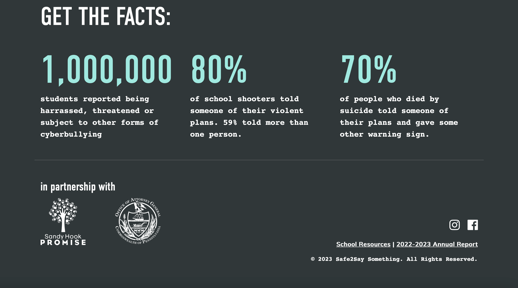 GET THE FACTS:
1,000,000
students reported being
harrassed, threatened or
subject to other forms of
cyberbullying
80%
of school shooters told
someone of their violent
plans. 59% told more than
one person.
70%
of people who died by
suicide told someone of
their plans and gave some
other warning sign.
in partnership with
Sandy Hook
PROMISE
School Resources | 2022-2023 Annual Report
© 2023 Safe2Say Something. All Rights Reserved.